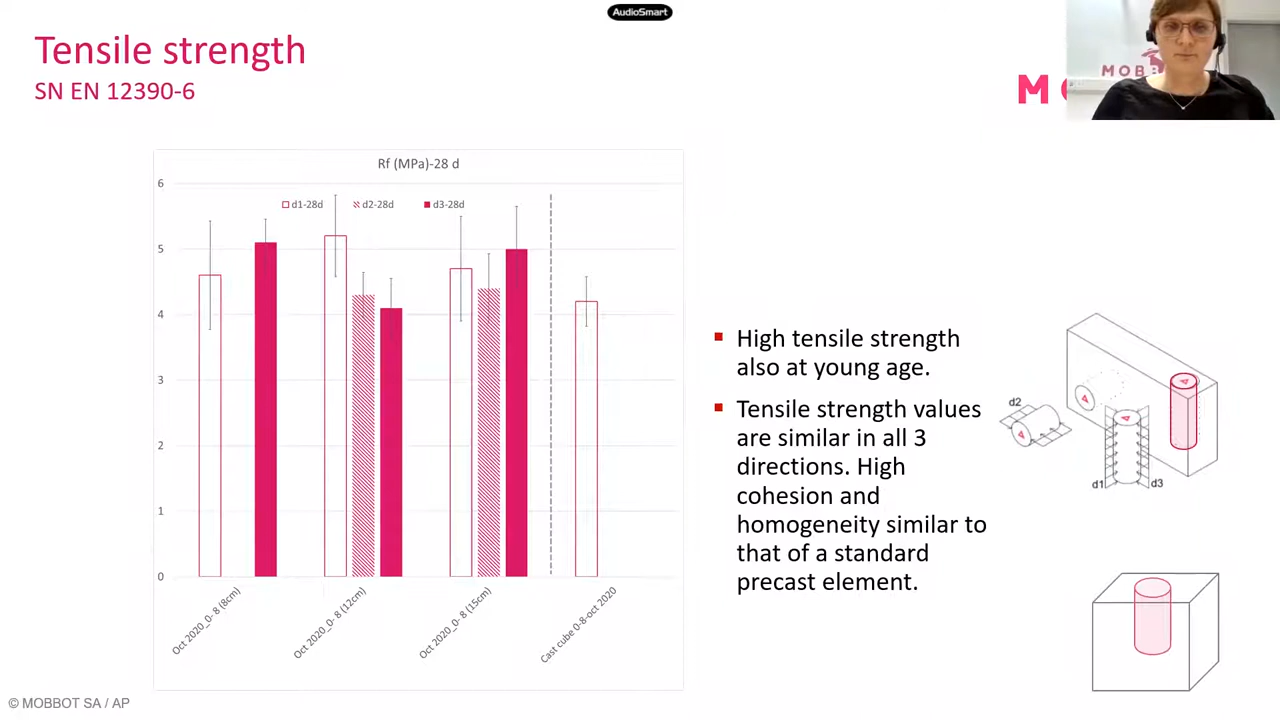 AudioSmart
Tensile strength
SN EN 12390-6
M
MOBB
Rf (MPa)-28 d
d1-28d d2-28d d3-28d
6
5
4
3
2
1
0
Oct 2020_0- 8 (8cm)
Oct 2020_0- 8 (12cm)
Oct 2020_0- 8 (15cm)
Cast cube 0-8-oct 2020
▪ High tensile strength
also at young age.
▪ Tensile strength values
are similar in all 3
directions. High
cohesion and
homogeneity similar to
that of a standard
precast element.
d2
d1
d3
© MOBBOT SA / AP